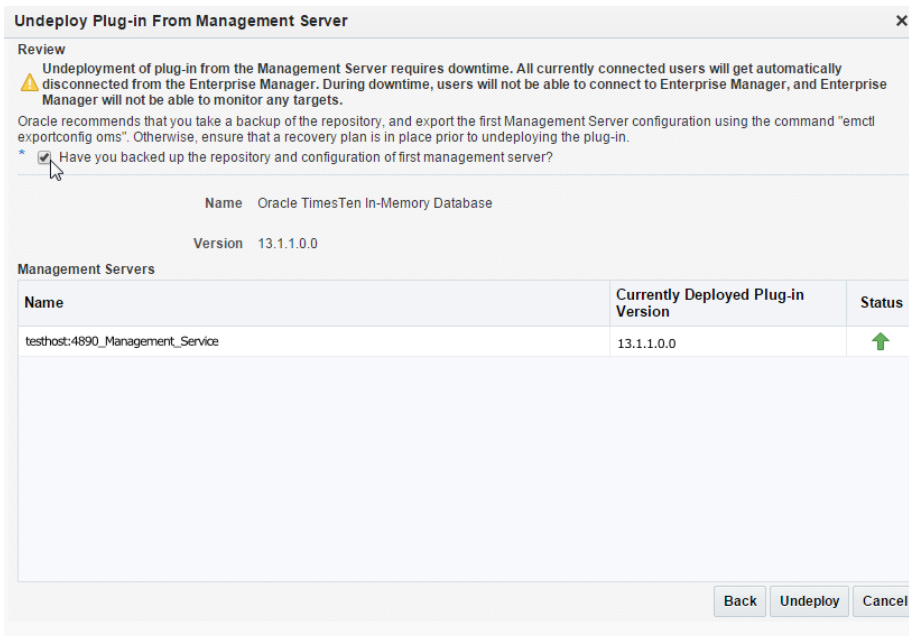 Undeploy Plug-in From Management Server
Review
Undeployment of plug-in from the Management Server requires downtime. All currently connected users will get automatically
disconnected from the Enterprise Manager. During downtime, users will not be able to connect to Enterprise Manager, and Enterprise
Manager will not be able to monitor any targets.
Oracle recommends that you take a backup of the repository, and export the first Management Server configuration using the command "emctl
exportconfig oms". Otherwise, ensure that a recovery plan is in place prior to undeploying the plug-in.
* Have you backed up the repository and configuration of first management server?
Name Oracle TimesTen In-Memory Database
Version 13.1.1.0.0
Management Servers
Name Currently Deployed Plug-in Version Status
testhost:4890_Management_Service 13.1.1.0.0
Back Undeploy Cancel